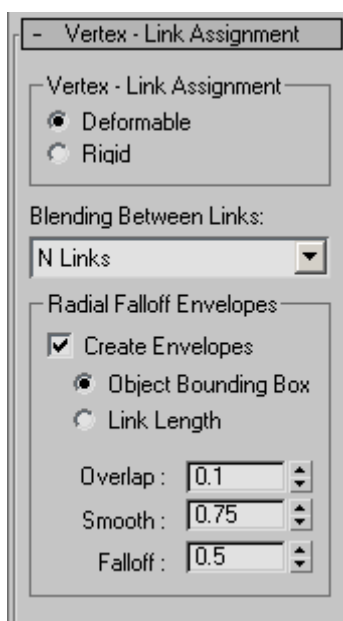 - Vertex - Link Assignment
Vertex - Link Assignment
Deformable
Rigid
Blending Between Links:
N Links
Radial Falloff Envelopes
Create Envelopes
Object Bounding Box
Link Length
Overlap : 0.1
Smooth : 0.75
Falloff : 0.5